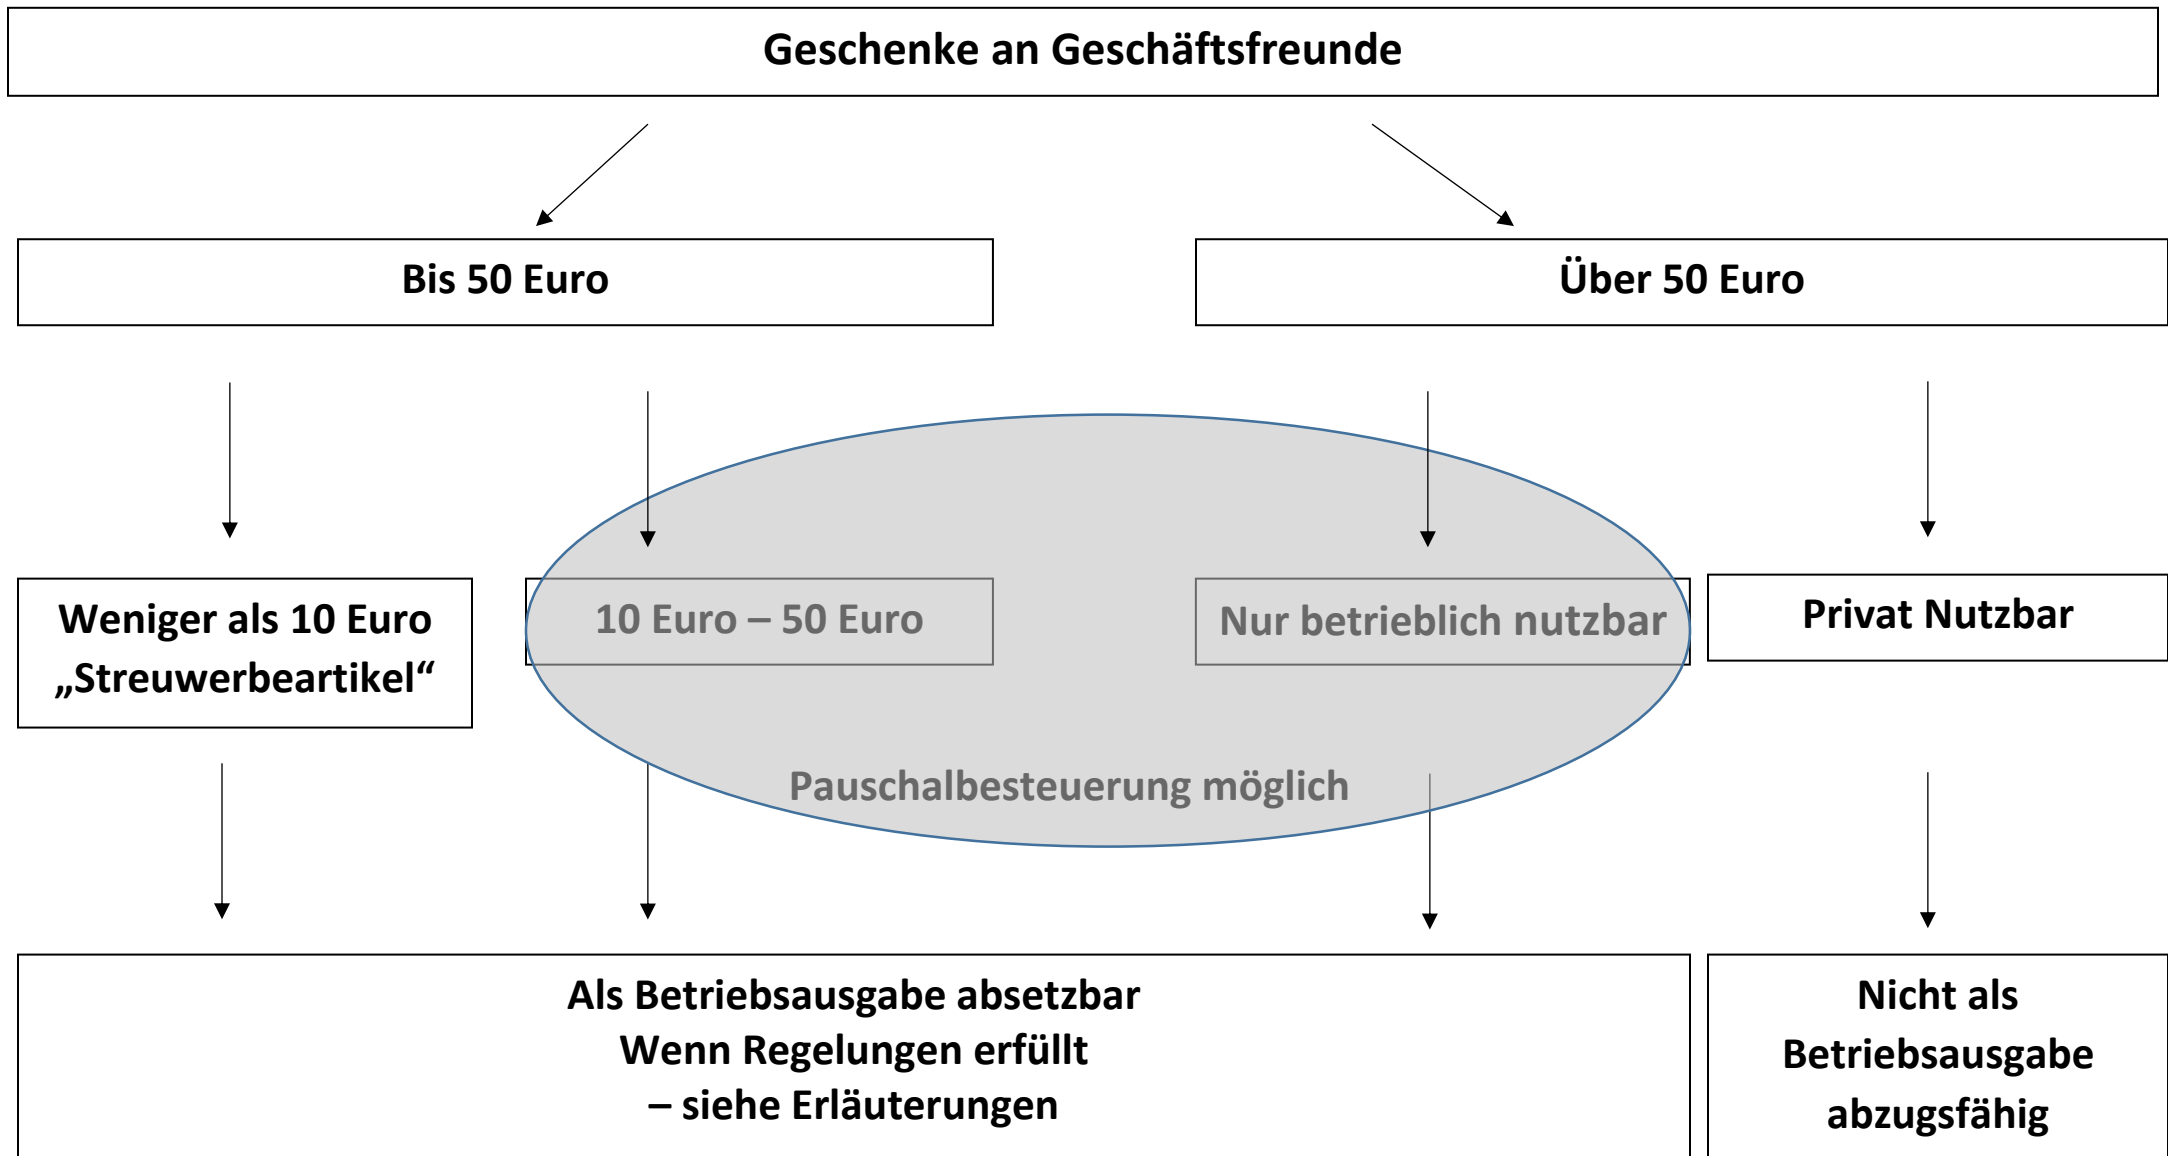 Geschenke an Geschäftsfreunde
Bis 50 Euro
Über 50 Euro
Weniger als 10 Euro
„Streuwerbeartikel“
10 Euro – 50 Euro
Nur betrieblich nutzbar
Privat Nutzbar
Pauschalbesteuerung möglich
Als Betriebsausgabe absetzbar
Wenn Regelungen erfüllt
– siehe Erläuterungen
Nicht als
Betriebsausgabe
abzugsfähig